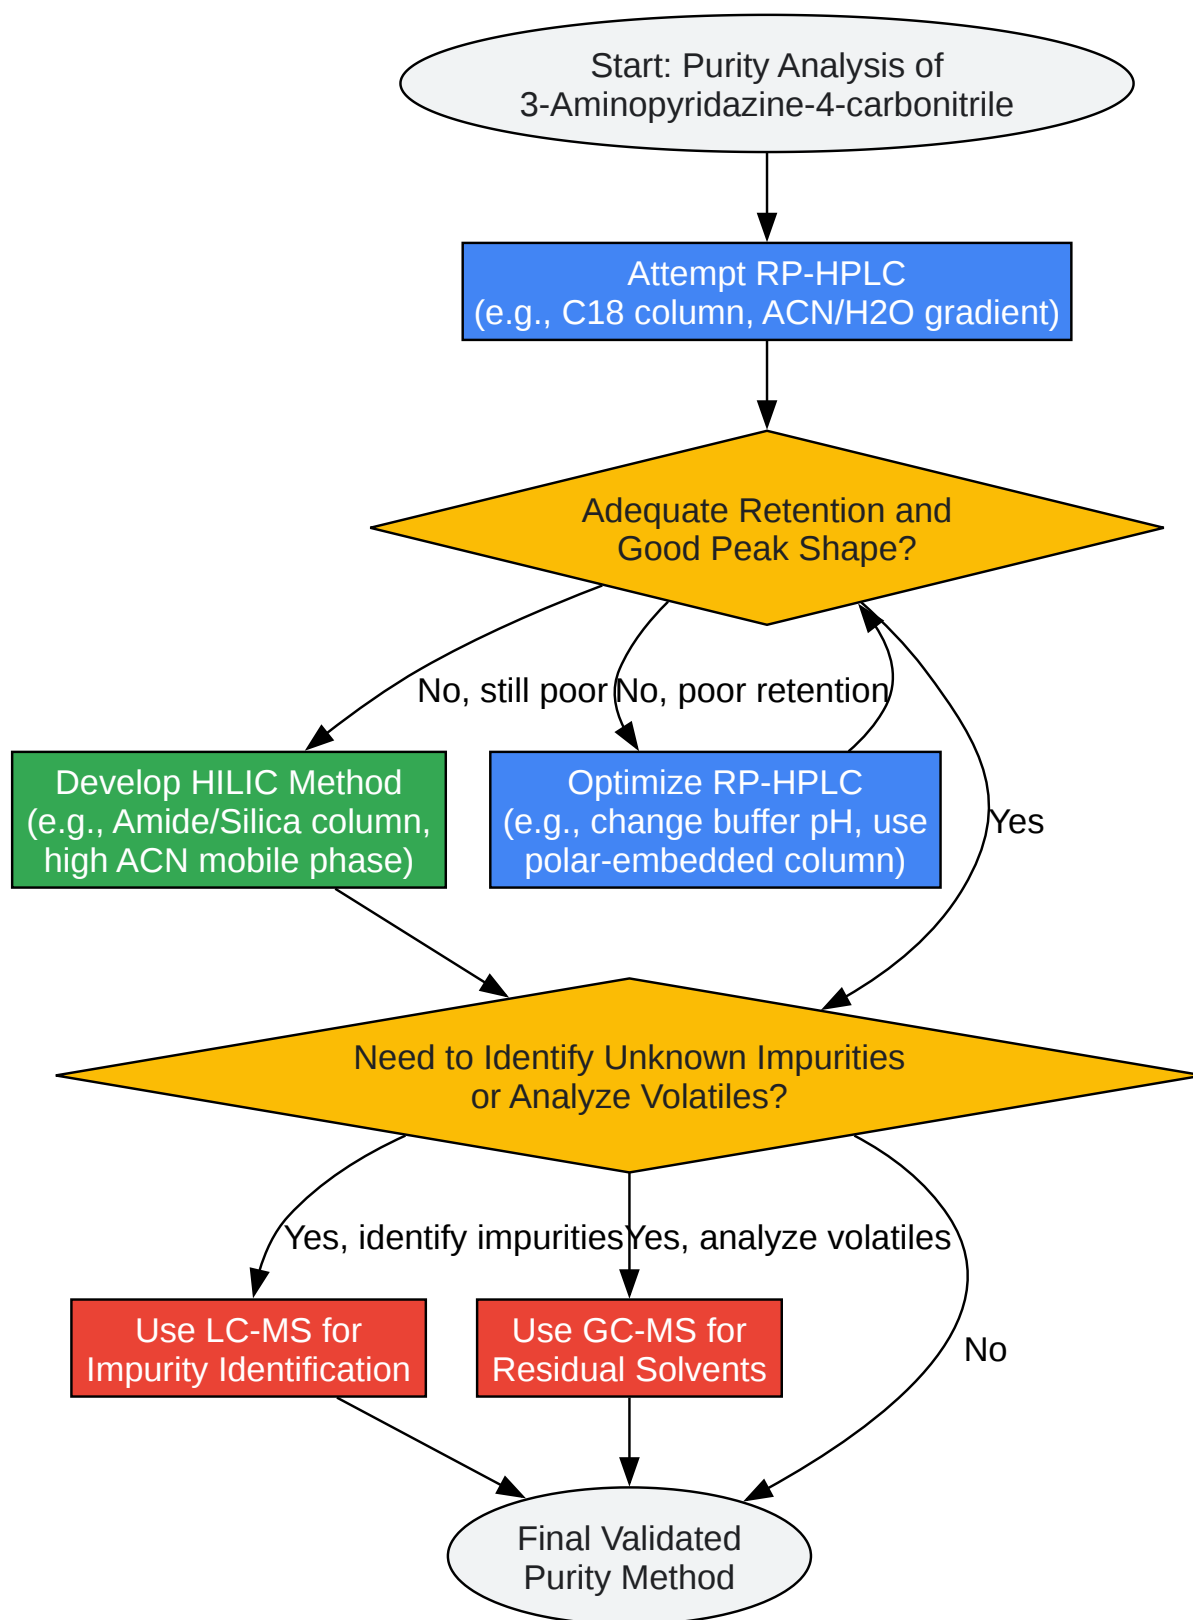 Start: Purity Analysis of
3-Aminopyridazine-4-carbonitrile
Attempt RP-HPLC
(e.g., C18 column, ACN/H2O gradient)
Adequate Retention and
Good Peak Shape?
No, still poor
No, poor retention
Yes
Develop HILIC Method
(e.g., Amide/Silica column,
high ACN mobile phase)
Optimize RP-HPLC
(e.g., change buffer pH, use
polar-embedded column)
Need to Identify Unknown Impurities
or Analyze Volatiles?
Yes, identify impurities
Yes, analyze volatiles
No
Use LC-MS for
Impurity Identification
Use GC-MS for
Residual Solvents
Final Validated
Purity Method